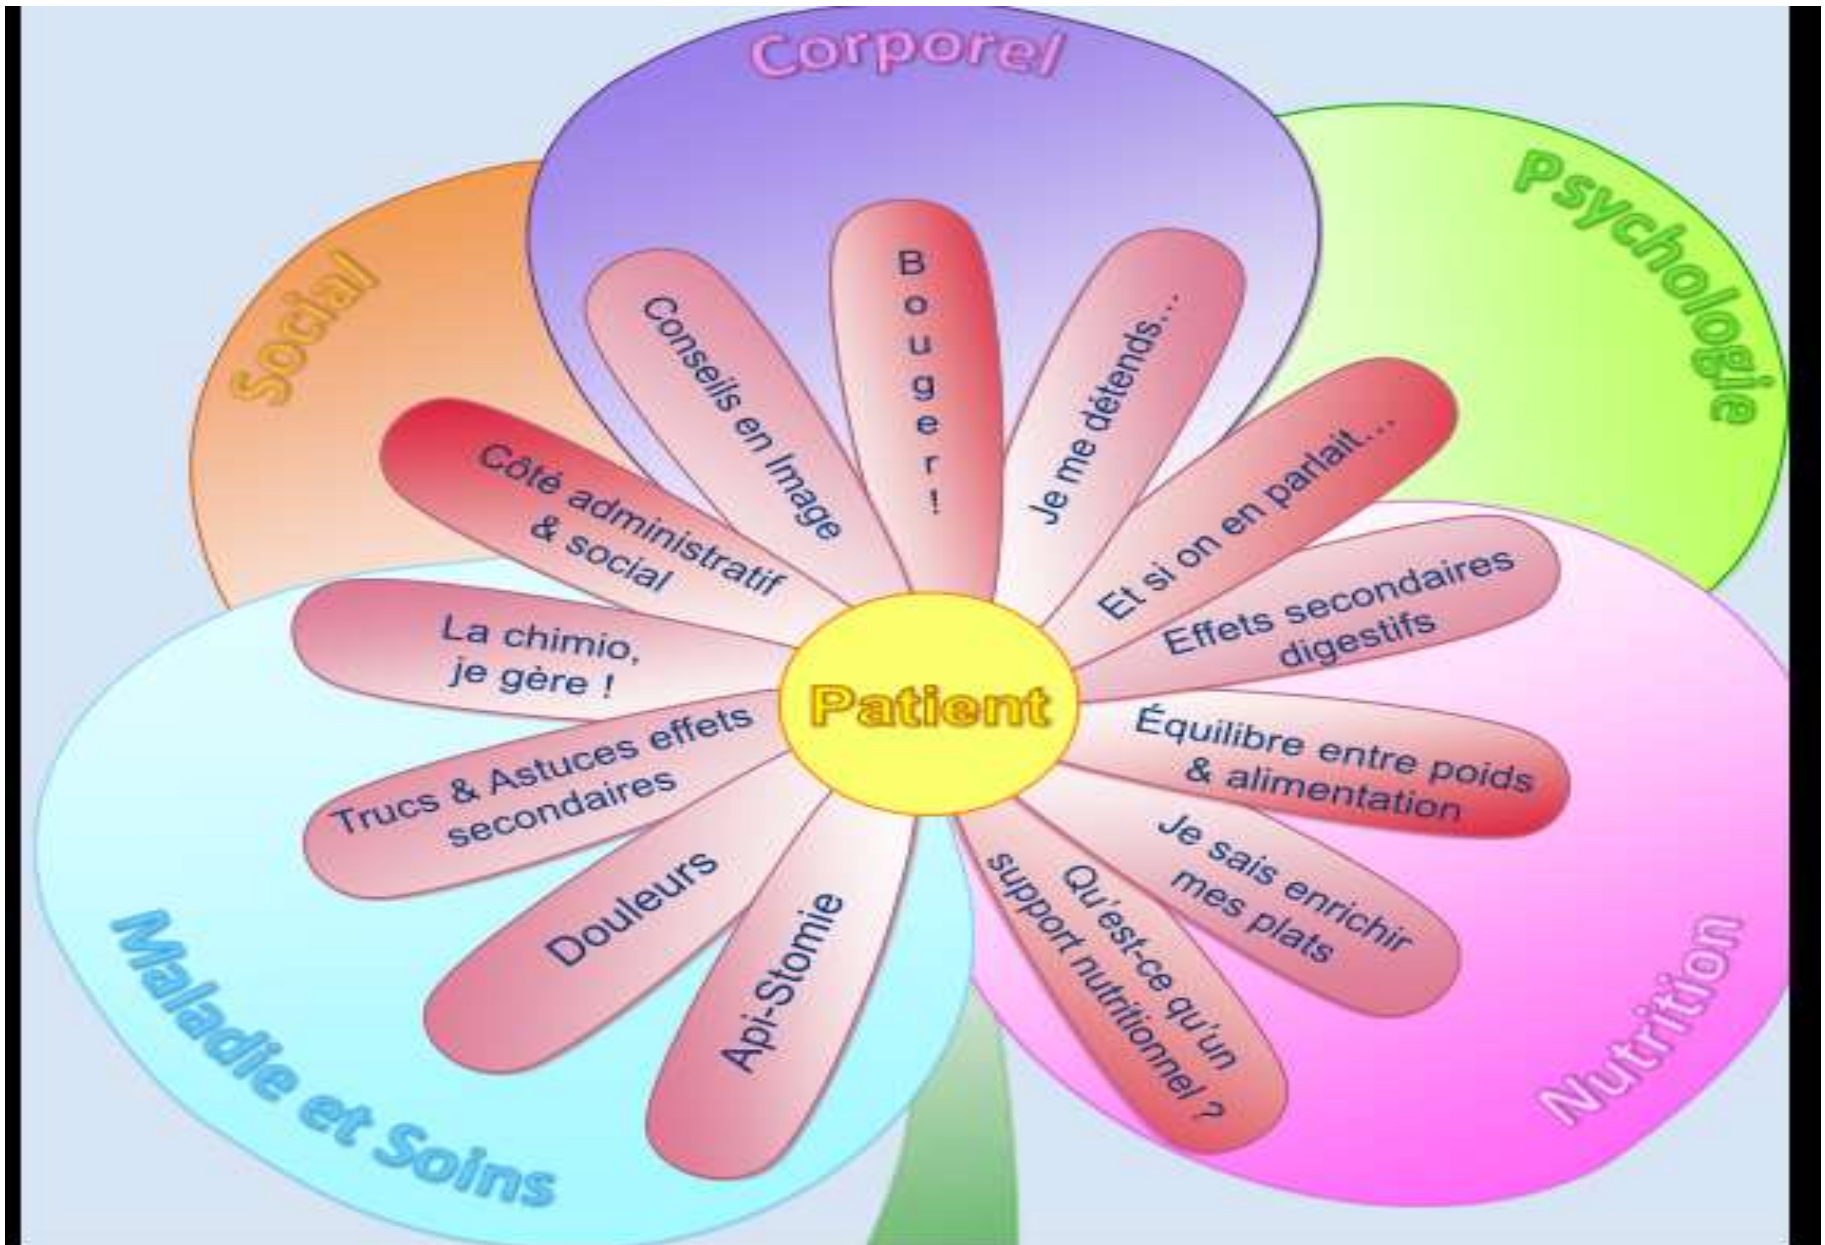 Corporel
Psychologie
Social
Conseils en Image
Bouger!
Je me détends...
Côté administratif
& social
Et si on en parlait...
Effets secondaires
digestifs
La chimio,
je gère !
Patient
Équilibre entre poids
& alimentation
Trucs & Astuces effets
secondaires
Je sais enrichir
mes plats
Douleurs
Api-Stomie
Qu'est-ce qu'un
support nutritionnel ?
Maladie et Soins
Nutrition